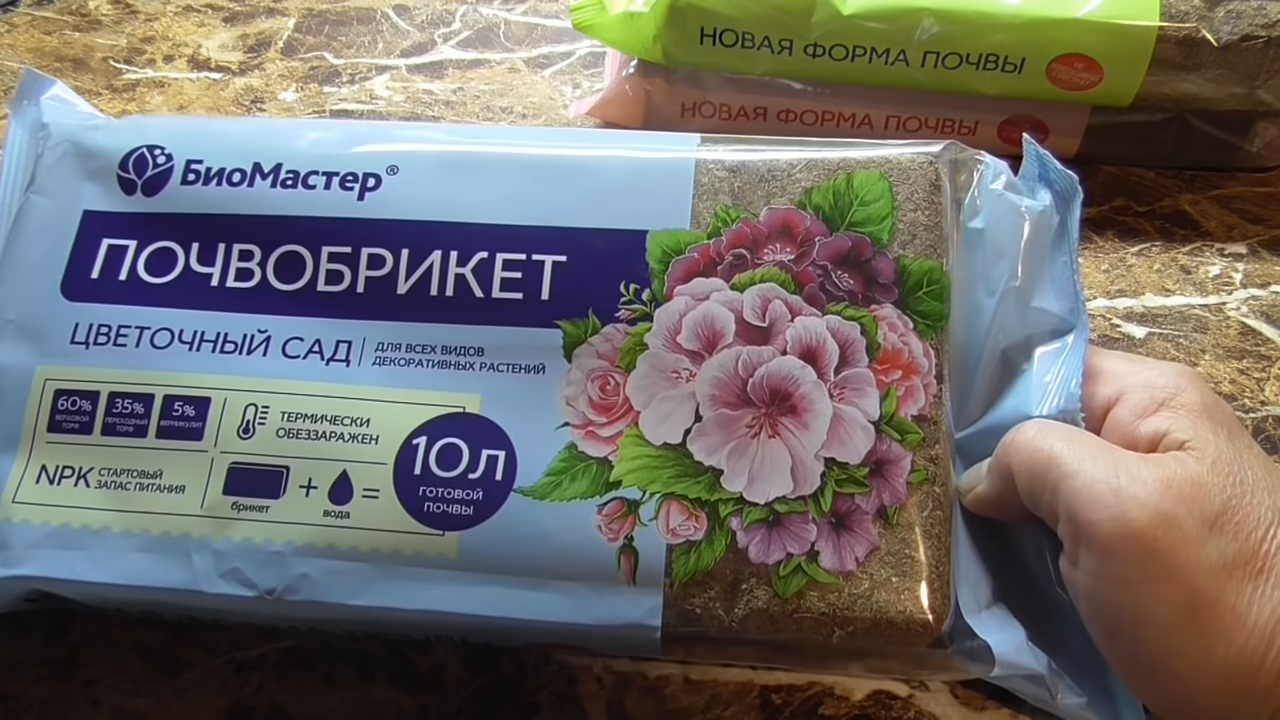 НОВАЯ ФОРМА ПОЧВЫ
НОВАЯ ФОРМА ПОЧВЫ
БиоМастер®
ПОЧВОБРИКЕТ
ЦВЕТОЧНЫЙ САД
ДЛЯ ВСЕХ ВИДОВ
ДЕКОРАТИВНЫХ РАСТЕНИЙ
60%
ВЕРХОВОЙ
ТОРФ
35%
ПЕРЕХОДНЫЙ
ТОРФ
5%
ВЕРМИКУЛИТ
ТЕРМИЧЕСКИ
ОБЕЗЗАРАЖЕН
NPK
СТАРТОВЫЙ
ЗАПАС ПИТАНИЯ
брикет
+
вода
=
10л
ГОТОВОЙ
ПОЧВЫ